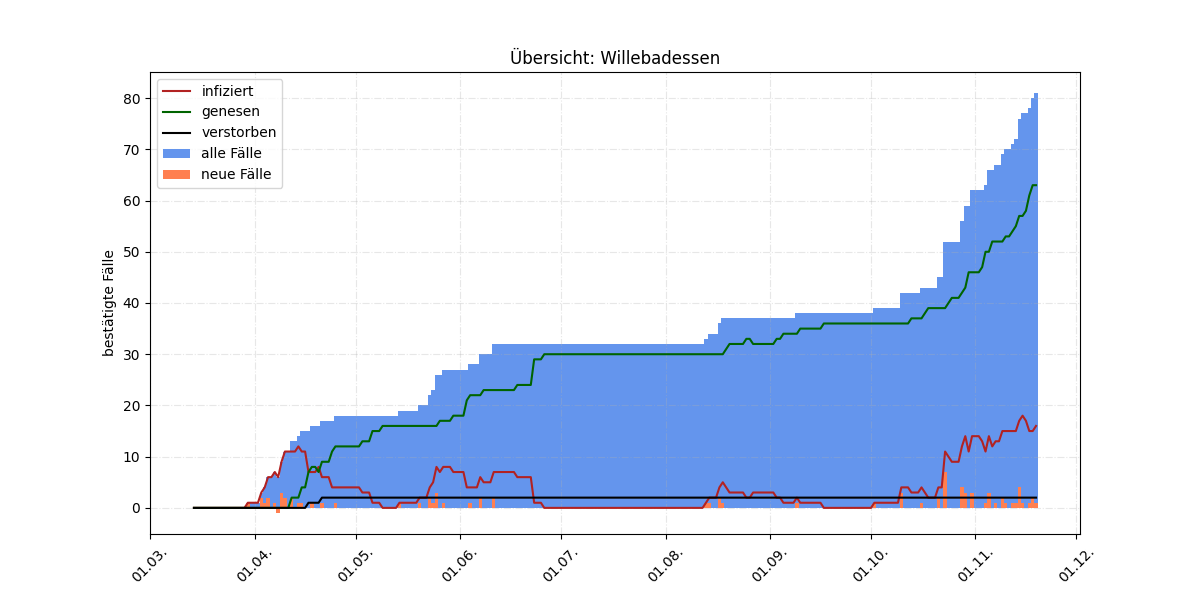 Übersicht: Willebadessen
infiziert
genesen
verstorben
alle Fälle
neue Fälle
bestätigte Fälle
80
70
60
50
40
30
20
10
0
01.03.
01.04.
01.05.
01.06.
01.07.
01.08.
01.09.
01.10.
01.11.
01.12.